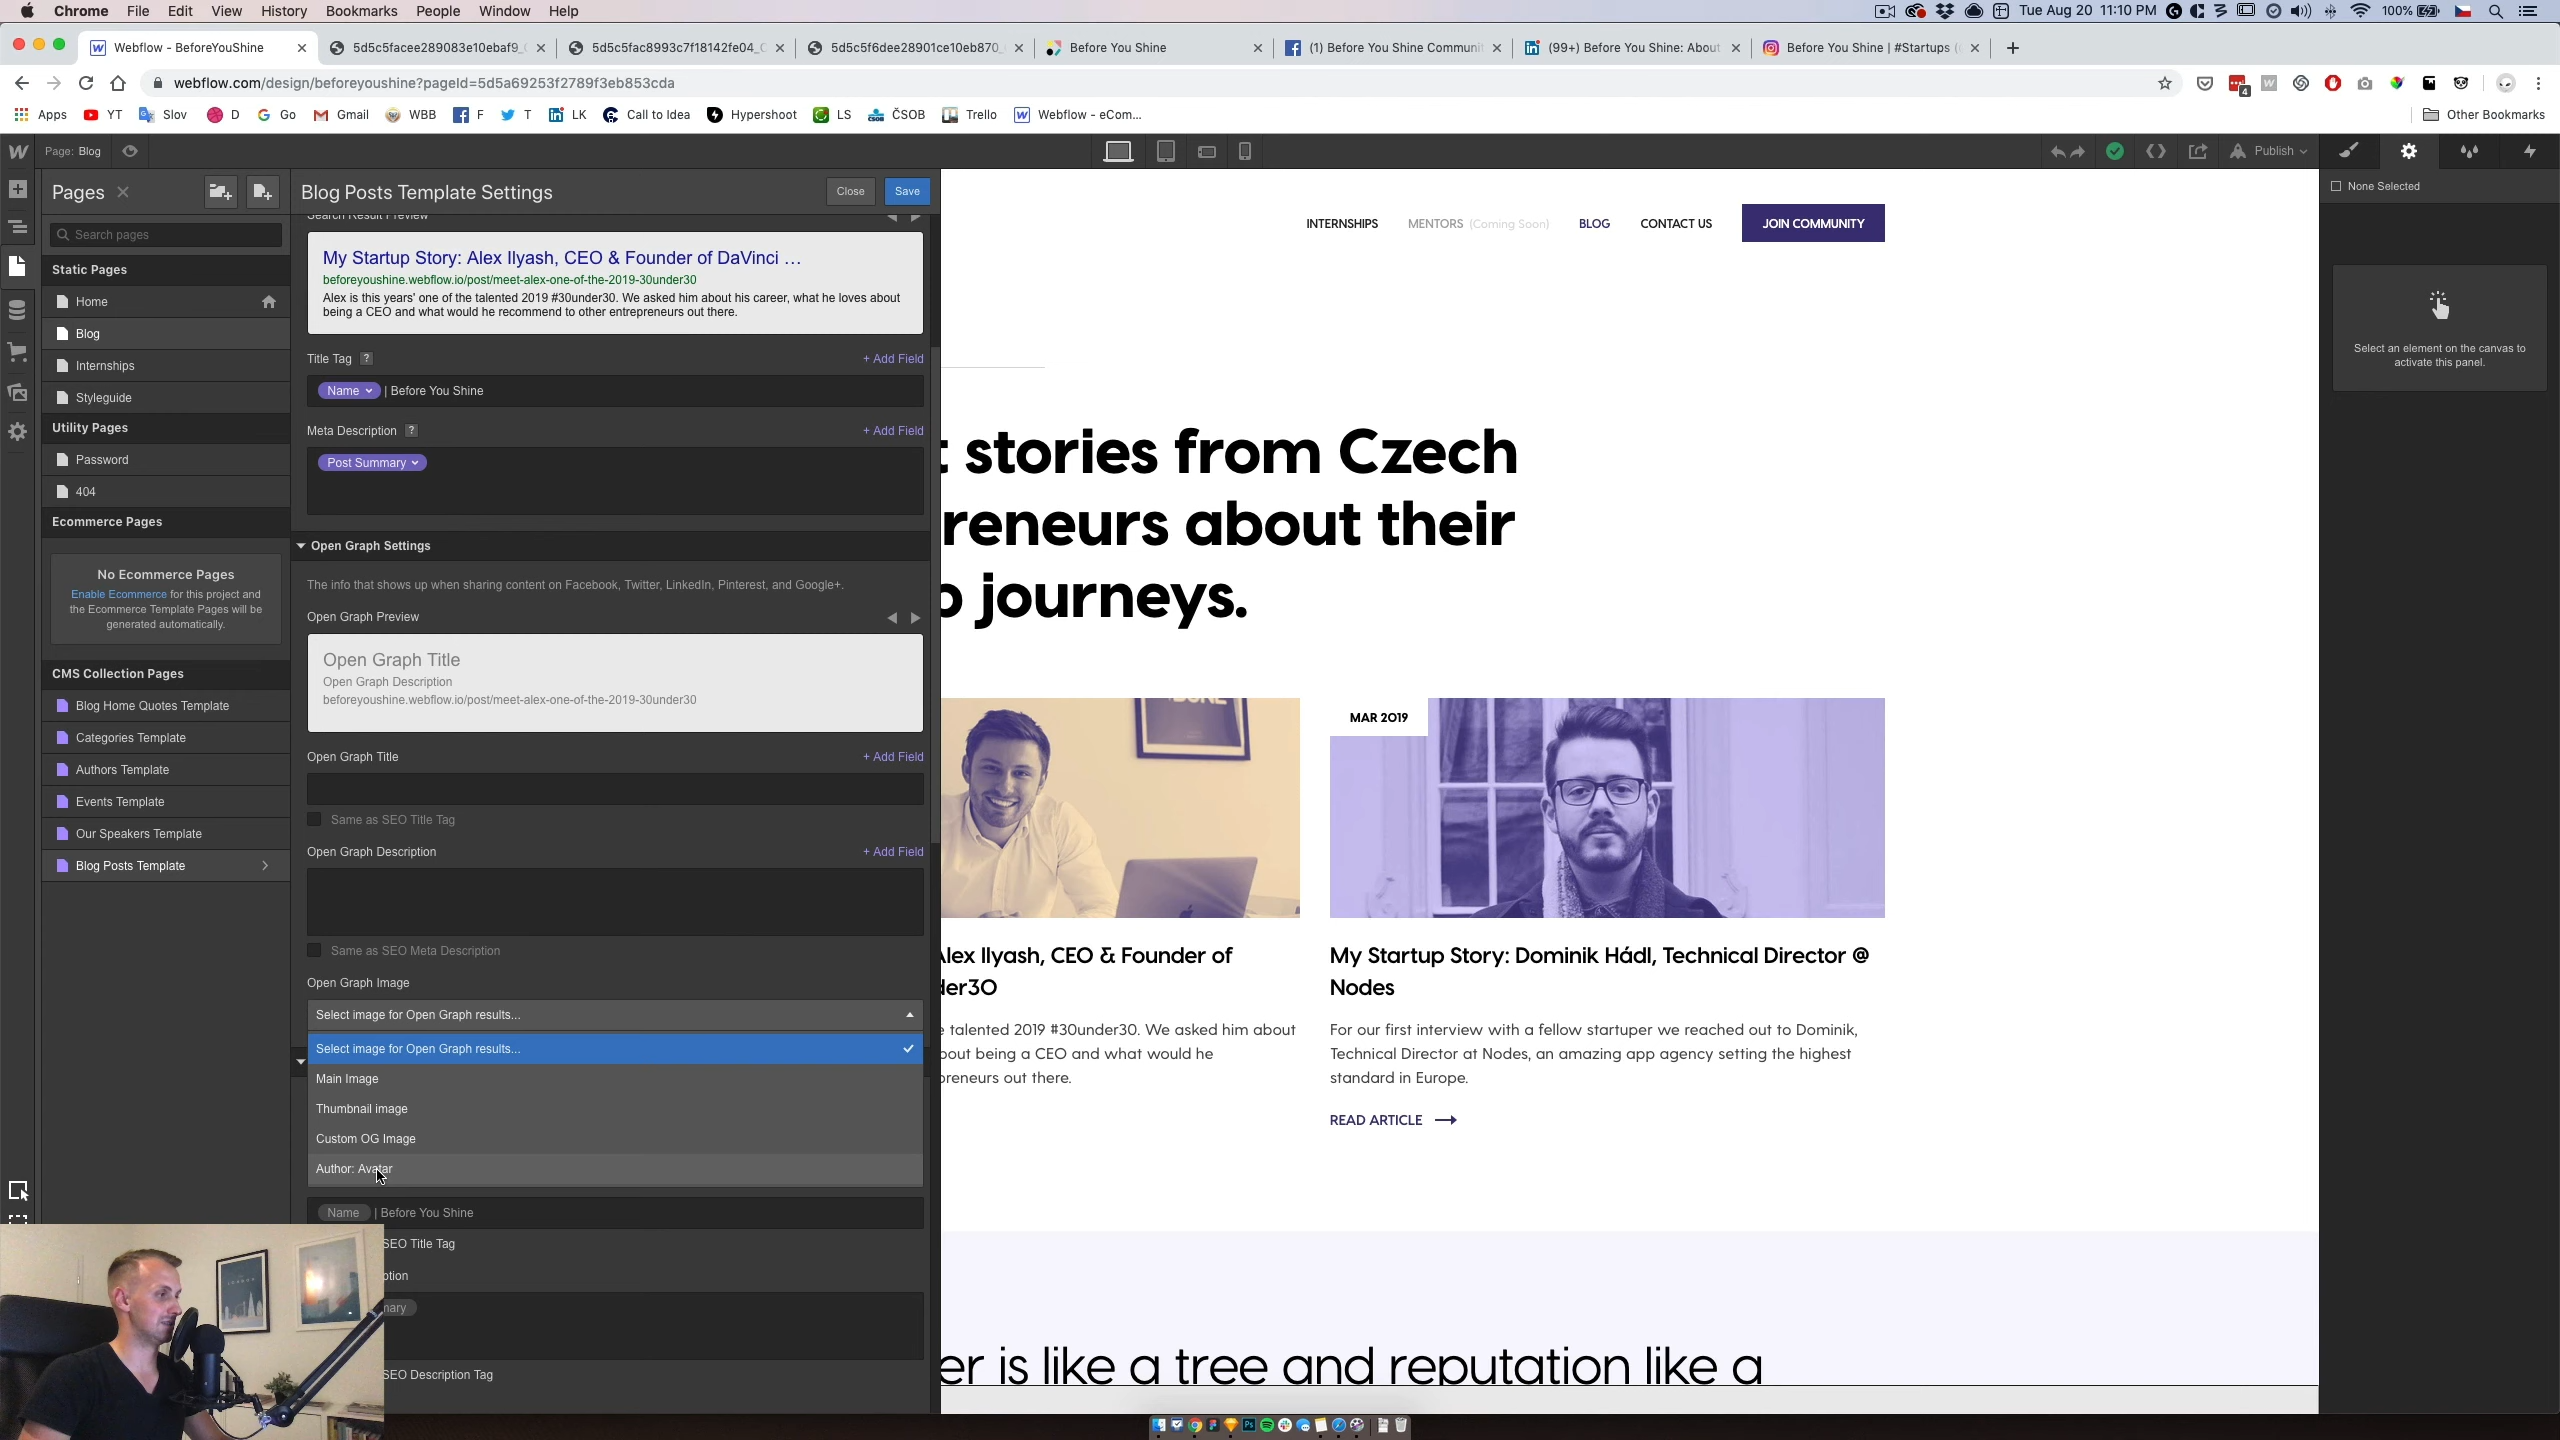 Chrome File Edit View History Bookmarks People Window Help
Tue Aug 20 11:10 PM 100%
Webflow - BeforeYouShine
5d5c5facee289083e10ebaf9_
5d5c5fac8993c7f18142fe04_
5d5c5f6dee28901ce10eb870_
Before You Shine
(1) Before You Shine Communi
(99+) Before You Shine: About
Before You Shine | #Startups (
webflow.com/design/beforeyoushine?pageId=5d5a69253f2789f3eb853cda
4
Apps YT Slov D Go Gmail WBB F T LK Call to Idea Hypershoot LS ČSOB Trello Webflow - eCom... Other Bookmarks
Page: Blog
Publish
Pages
Search pages
Static Pages
Home
Blog
Internships
Styleguide
Utility Pages
Password
404
Ecommerce Pages
No Ecommerce Pages
Enable Ecommerce for this project and
the Ecommerce Template Pages will be
generated automatically.
CMS Collection Pages
Blog Home Quotes Template
Categories Template
Authors Template
Events Template
Our Speakers Template
Blog Posts Template
Blog Posts Template Settings
Close
Save
Search Result Preview
My Startup Story: Alex Ilyash, CEO & Founder of DaVinci …
beforeyoushine.webflow.io/post/meet-alex-one-of-the-2019-30under30
Alex is this years' one of the talented 2019 #30under30. We asked him about his career, what he loves about
being a CEO and what would he recommend to other entrepreneurs out there.
Title Tag ? + Add Field
Name | Before You Shine
Meta Description ? + Add Field
Post Summary
Open Graph Settings
The info that shows up when sharing content on Facebook, Twitter, LinkedIn, Pinterest, and Google+.
Open Graph Preview
Open Graph Title
Open Graph Description
beforeyoushine.webflow.io/post/meet-alex-one-of-the-2019-30under30
Open Graph Title + Add Field
Same as SEO Title Tag
Open Graph Description + Add Field
Same as SEO Meta Description
Open Graph Image
Select image for Open Graph results...
Select image for Open Graph results...
Main Image
Thumbnail image
Custom OG Image
Author: Avatar
Name | Before You Shine
SEO Title Tag
ption
mary
SEO Description Tag
INTERNSHIPS MENTORS (Coming Soon) BLOG CONTACT US JOIN COMMUNITY
t stories from Czech
reneurs about their
p journeys.
MAR 2019
Alex Ilyash, CEO & Founder of
der30
e talented 2019 #30under30. We asked him about
bout being a CEO and what would he
preneurs out there.
My Startup Story: Dominik Hádl, Technical Director @
Nodes
For our first interview with a fellow startuper we reached out to Dominik,
Technical Director at Nodes, an amazing app agency setting the highest
standard in Europe.
READ ARTICLE
er is like a tree and reputation like a
None Selected
Select an element on the canvas to
activate this panel.